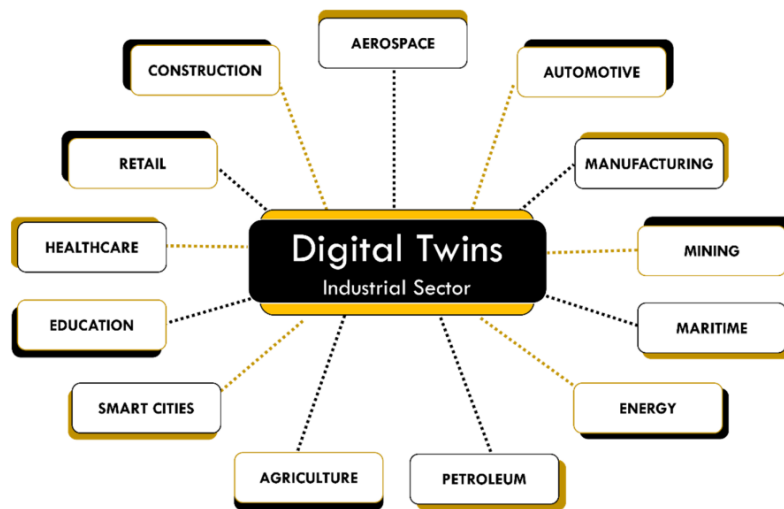 AEROSPACE
CONSTRUCTION
AUTOMOTIVE
RETAIL
MANUFACTURING
HEALTHCARE
Digital Twins
Industrial Sector
MINING
EDUCATION
MARITIME
SMART CITIES
ENERGY
AGRICULTURE
PETROLEUM